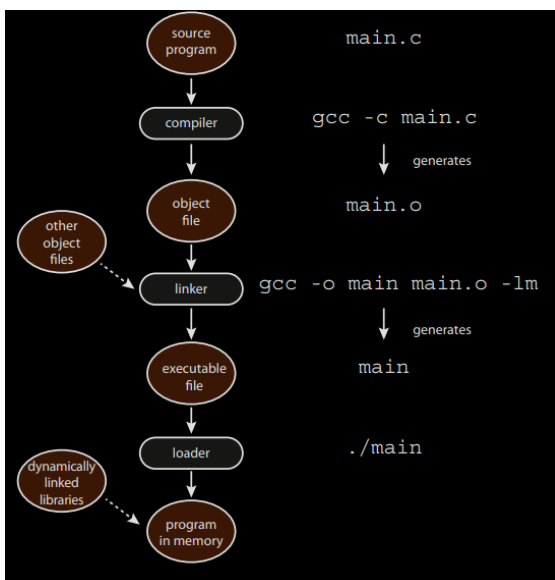 source
program
main.c
compiler
gcc -c main.c
generates
object
file
main.o
other
object
files
linker
gcc -o main main.o -lm
generates
executable
file
main
loader
./main
dynamically
linked
libraries
program
in memory